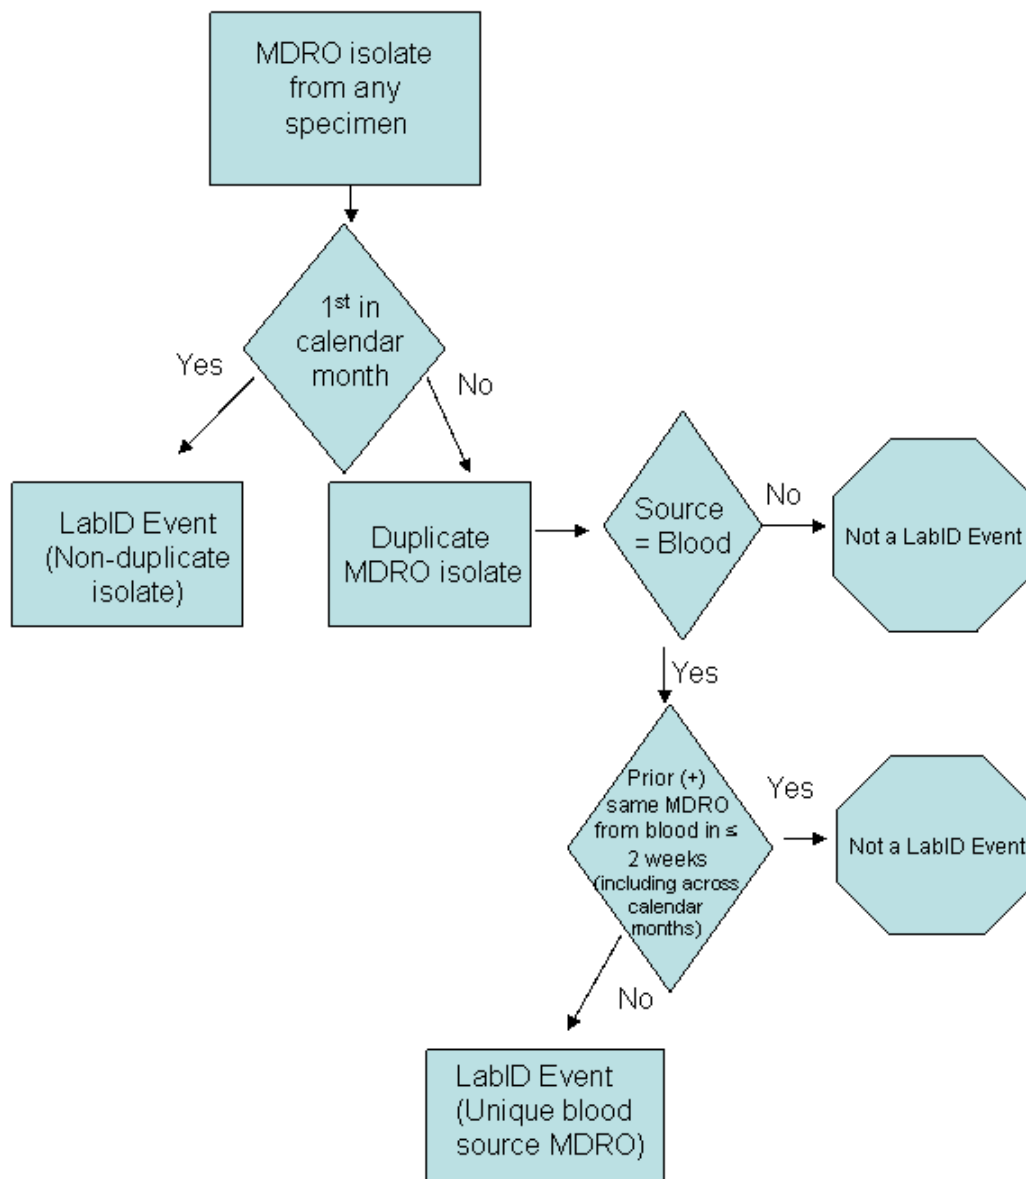 MDRO isolate
from any
specimen
1st in
calendar
month
Yes
No
LabID Event
(Non-duplicate
isolate)
Duplicate
MDRO isolate
Source
= Blood
No
Not a LabID Event
Yes
Prior (+)
same MDRO
from blood in ≤
2 weeks
(including across
calendar
months)
Yes
Not a LabID Event
No
LabID Event
(Unique blood
source MDRO)